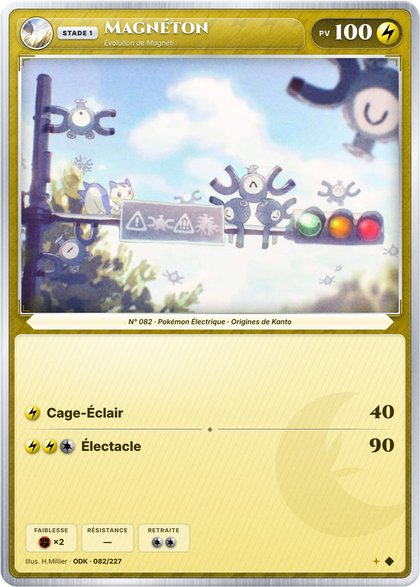 STADE 1
MAGNÉTON
Évolution de Magnéti
PV 100
N° 082 · Pokémon Électrique · Origines de Kanto
Cage-Éclair 40
Électacle 90
FAIBLESSE
×2
RÉSISTANCE
—
RETRAITE
Illus. H.Millier · ODK · 082/227